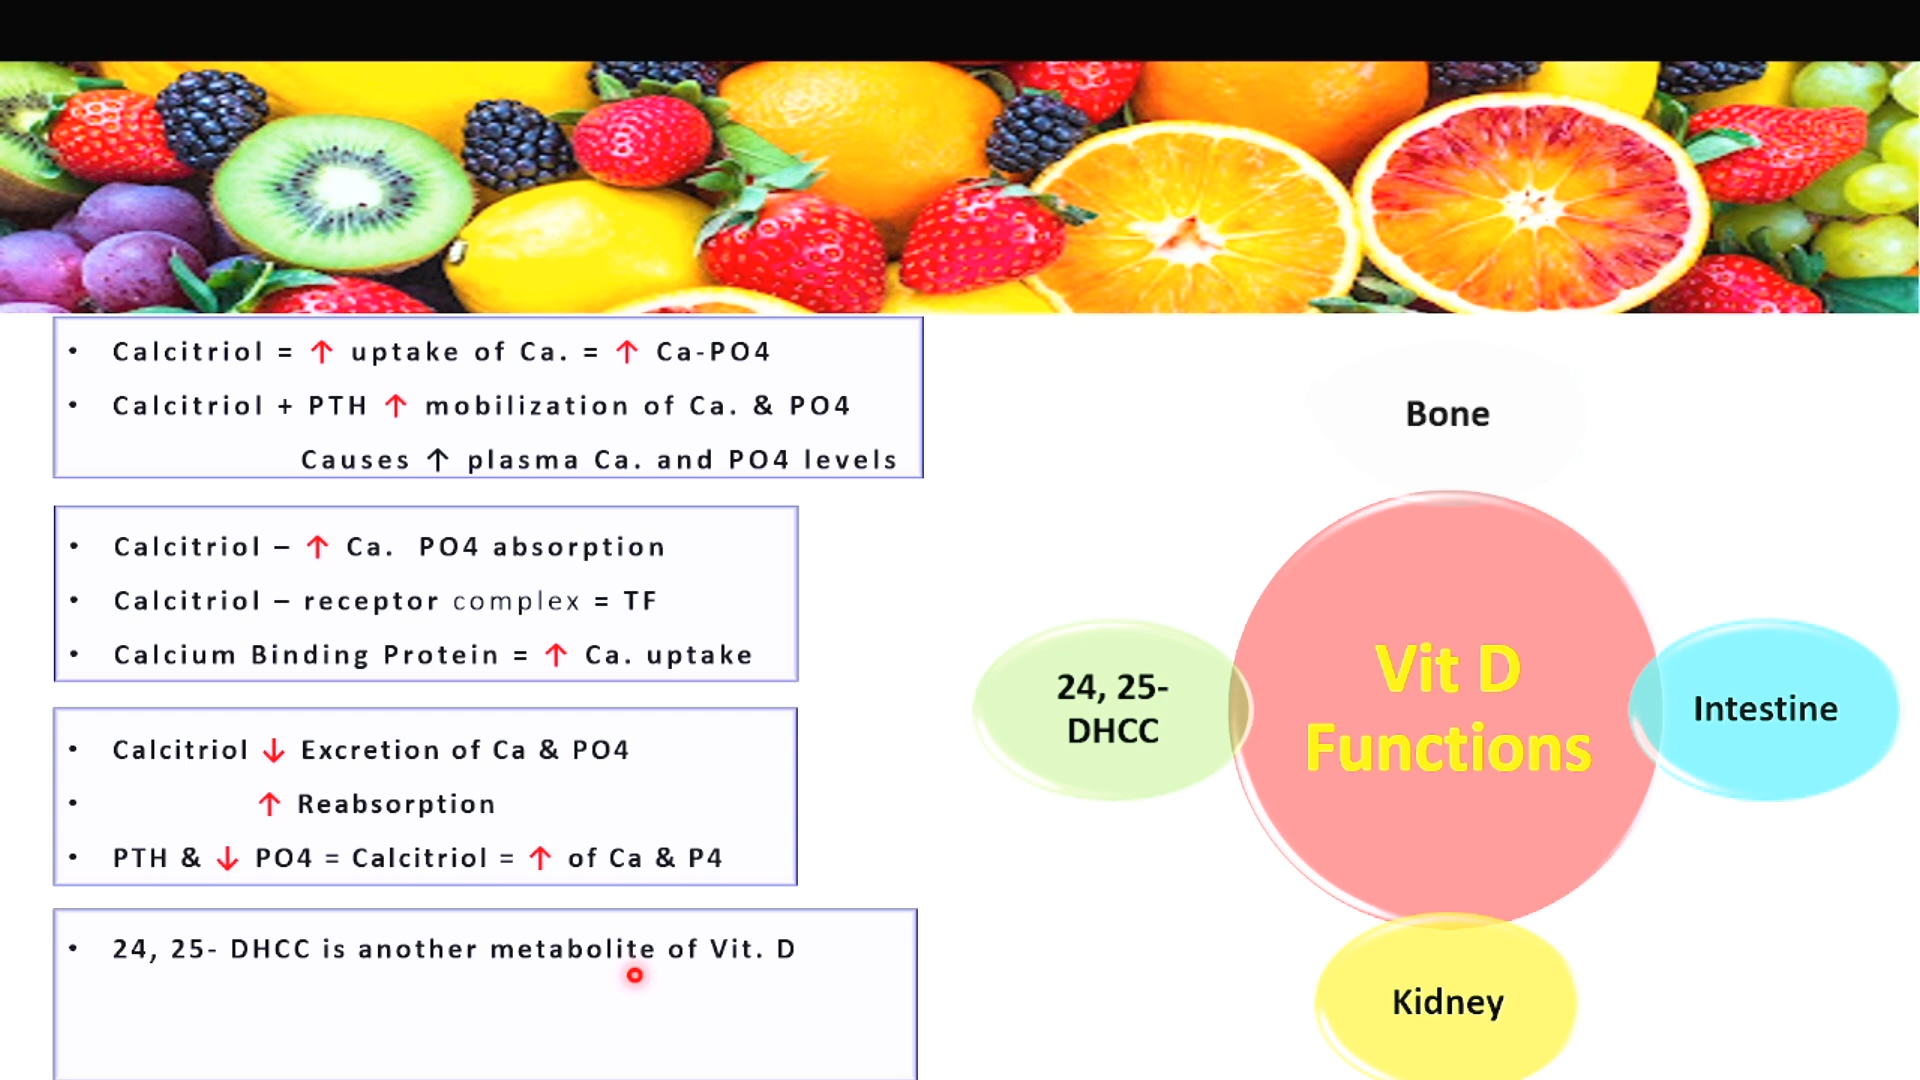 • Calcitriol = ↑ uptake of Ca. = ↑ Ca-PO4
• Calcitriol + PTH ↑ mobilization of Ca. & PO4
Causes ↑ plasma Ca. and PO4 levels
• Calcitriol – ↑ Ca. PO4 absorption
• Calcitriol – receptor complex = TF
• Calcium Binding Protein = ↑ Ca. uptake
• Calcitriol ↓ Excretion of Ca & PO4
• ↑ Reabsorption
• PTH & ↓ PO4 = Calcitriol = ↑ of Ca & P4
• 24, 25- DHCC is another metabolite of Vit. D
Bone
24, 25-
DHCC
Vit D
Functions
Intestine
Kidney